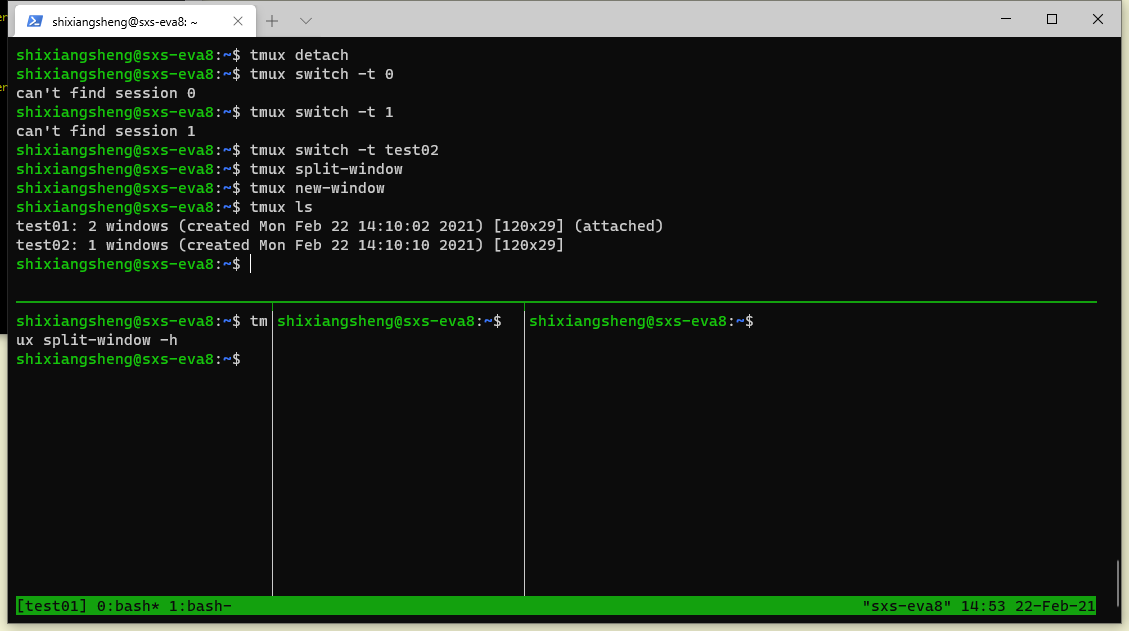 shixiangsheng@sxs-eva8: ~
shixiangsheng@sxs-eva8:~$ tmux detach
shixiangsheng@sxs-eva8:~$ tmux switch -t 0
can't find session 0
shixiangsheng@sxs-eva8:~$ tmux switch -t 1
can't find session 1
shixiangsheng@sxs-eva8:~$ tmux switch -t test02
shixiangsheng@sxs-eva8:~$ tmux split-window
shixiangsheng@sxs-eva8:~$ tmux new-window
shixiangsheng@sxs-eva8:~$ tmux ls
test01: 2 windows (created Mon Feb 22 14:10:02 2021) [120x29] (attached)
test02: 1 windows (created Mon Feb 22 14:10:10 2021) [120x29]
shixiangsheng@sxs-eva8:~$
shixiangsheng@sxs-eva8:~$ tm
ux split-window -h
shixiangsheng@sxs-eva8:~$
shixiangsheng@sxs-eva8:~$
shixiangsheng@sxs-eva8:~$
[test01] 0:bash* 1:bash- "sxs-eva8" 14:53 22-Feb-21